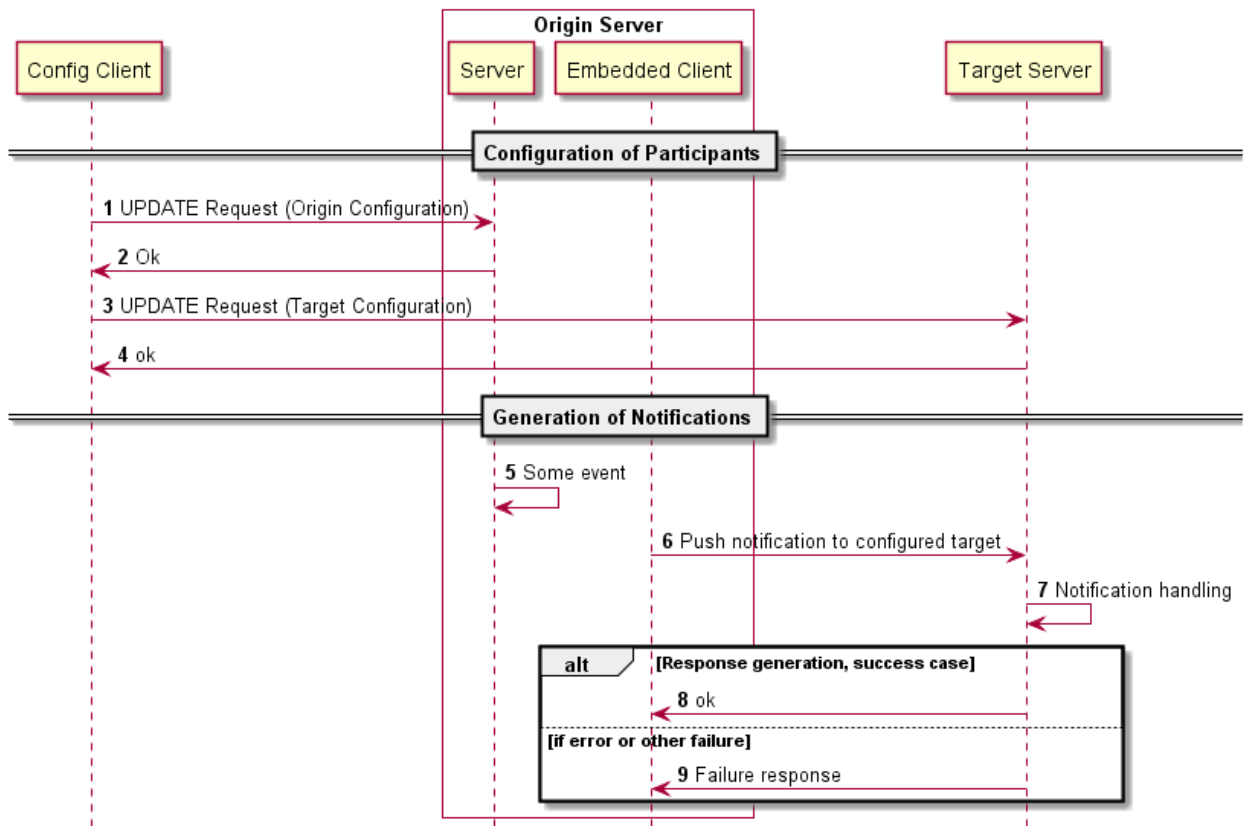 Origin Server
Config Client
Server
Embedded Client
Target Server
Configuration of Participants
1 UPDATE Request (Origin Configuration)
2 Ok
3 UPDATE Request (Target Configuration)
4 ok
Generation of Notifications
5 Some event
6 Push notification to configured target
7 Notification handling
alt [Response generation, success case]
8 ok
[if error or other failure]
9 Failure response